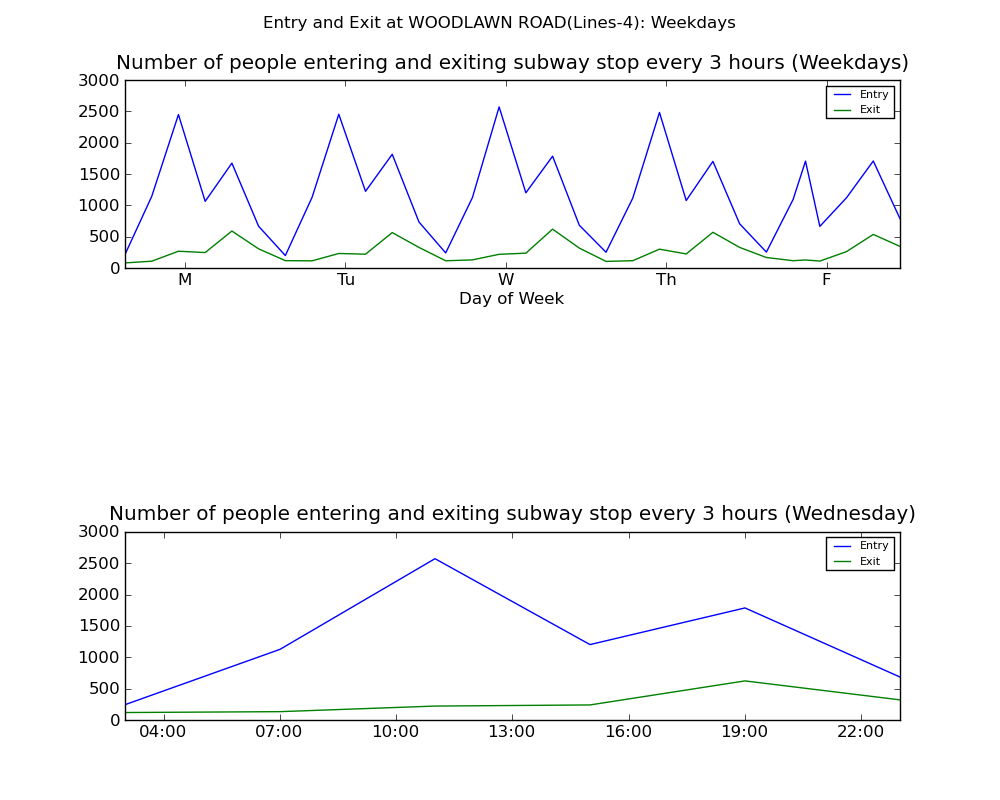 Entry and Exit at WOODLAWN ROAD(Lines-4): Weekdays
Number of people entering and exiting subway stop every 3 hours (Weekdays)
3000
2500
2000
1500
1000
500
0
Entry
Exit
M Tu W Th F
Day of Week
Number of people entering and exiting subway stop every 3 hours (Wednesday)
3000
2500
2000
1500
1000
500
0
Entry
Exit
04:00 07:00 10:00 13:00 16:00 19:00 22:00